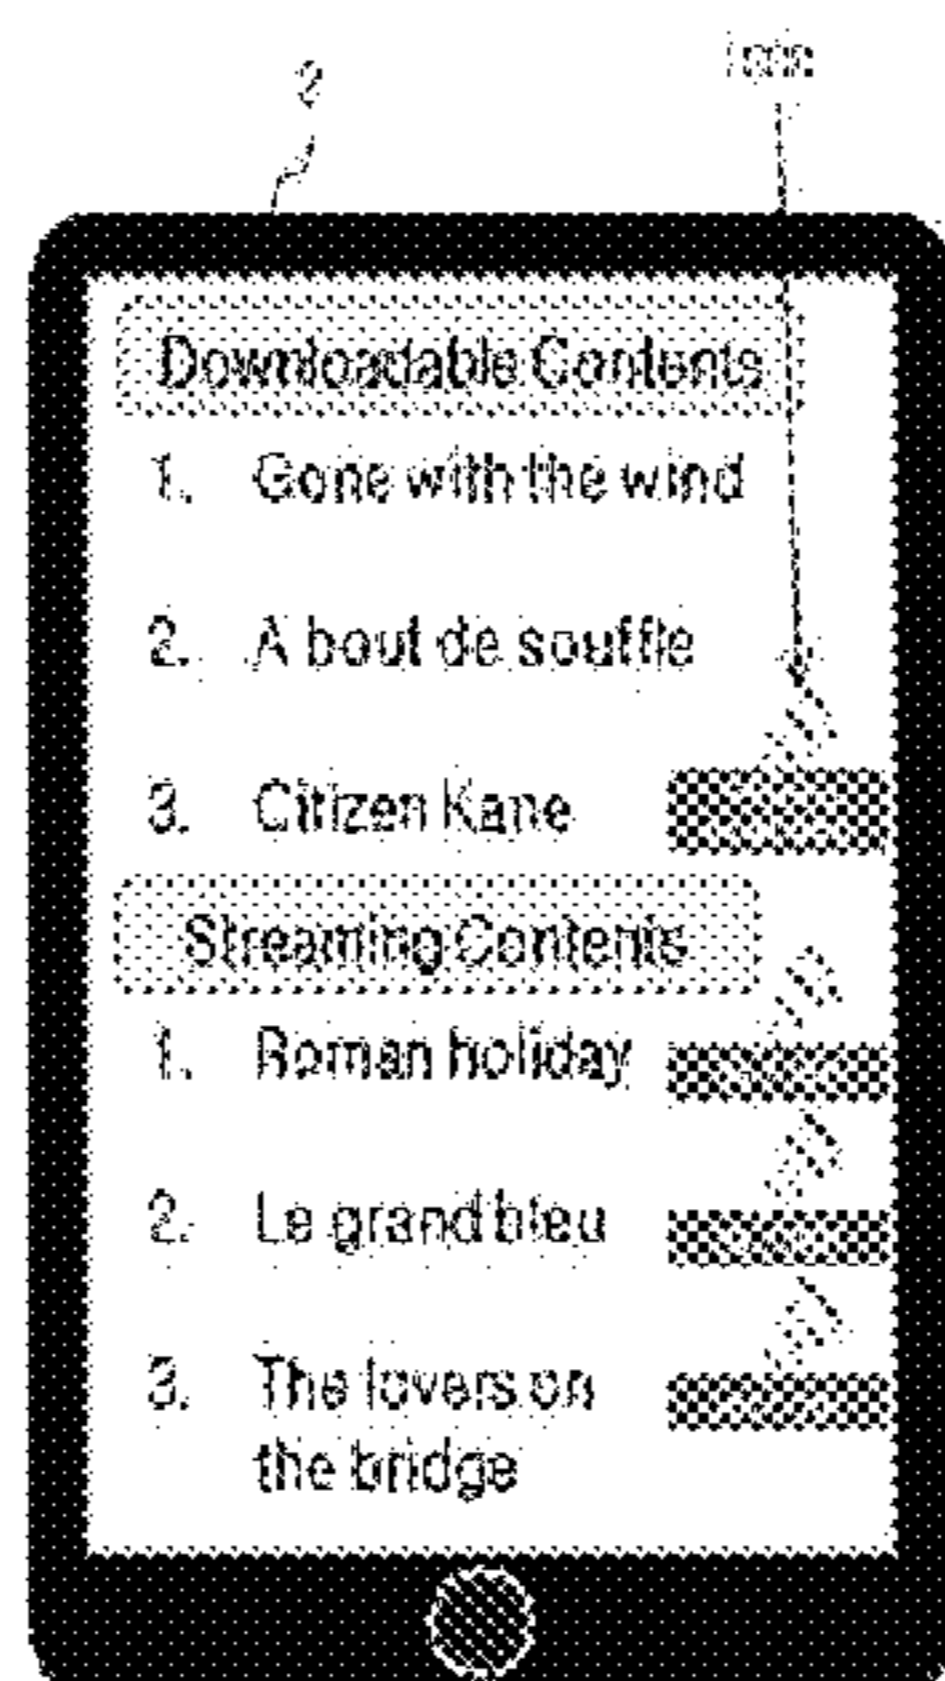 2
Icon
Downloadable Contents
1. Gone with the wind
2. A bout de souffle
3. Citizen Kane
Streaming Contents
1. Roman holiday
2. Le grand bleu
3. The lovers on
the bridge